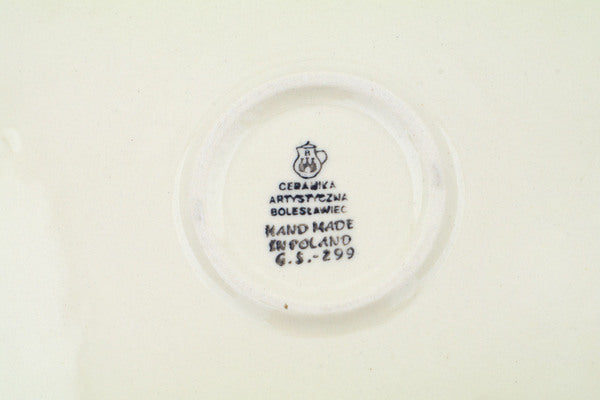 B
CERAMIKA
ARTYSTYCZNA
BOLESŁAWIEC
HAND MADE
IN POLAND
G.S.-299